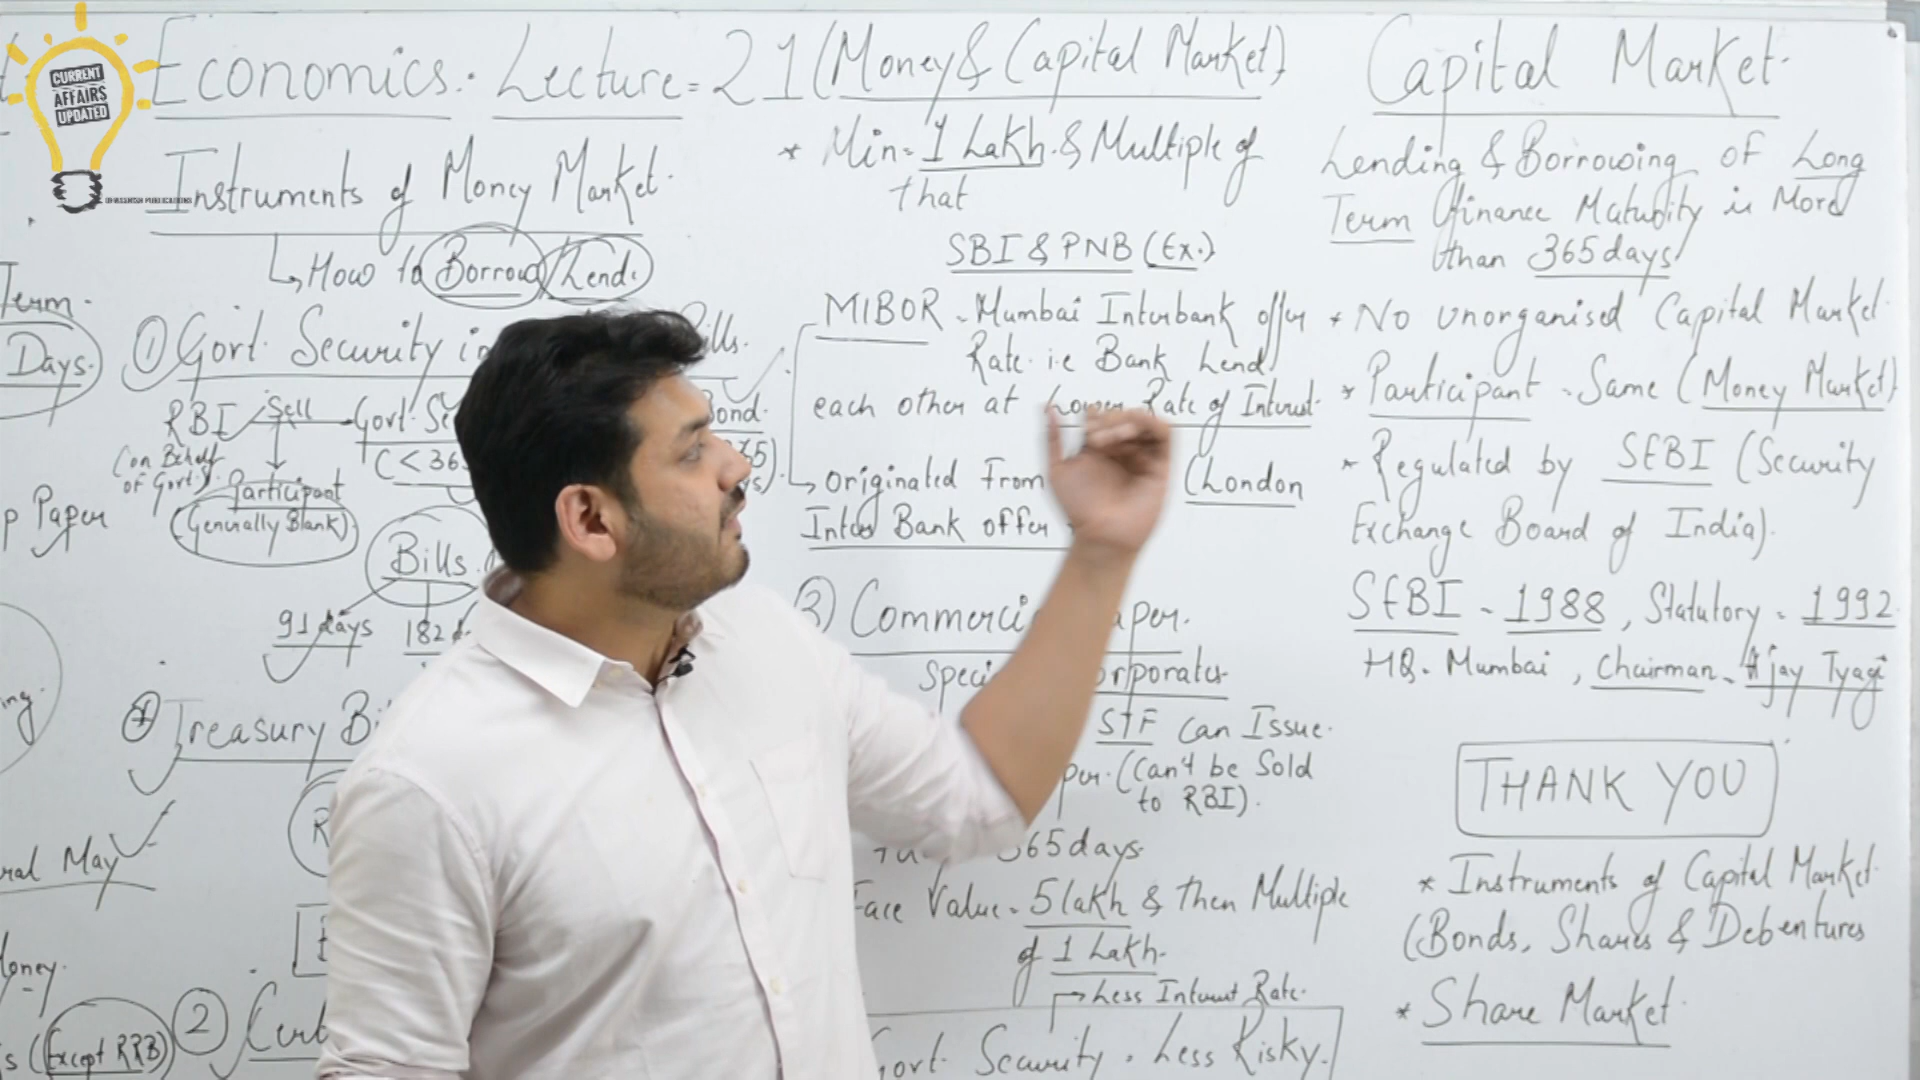 CURRENT
AFFAIRS
UPDATED
Economics. Lecture = 21 (Money & Capital Market)
Instruments of Money Market.
How to Borrow/Lend.
Term.
Days.
① Govt. Security in
ills.
RBI Sell Govt. Se
Bond.
(on Behalf
of Govt.)
(< 36
Participant
(Generally Bank)
p Paper
Bills.
91 days 182 d
ng.
Treasury Bi
ral May
oney.
s (Except RRB)
②
* Min = 1 Lakh & Multiple of
that
SBI & PNB (Ex.)
MIBOR - Mumbai Interbank offer
Rate i.e Bank Lend
each other at Lower Rate of Interest.
originated From (London
Inter Bank offer
③ Commerci aper.
Speci orporates
STF Can Issue.
per. (Can't be Sold
to RBI).
365 days.
Face Value = 5 lakh & then Multiple
of 1 Lakh.
Less Interest Rate.
Govt. Security. Less Risky.
Capital Market.
Lending & Borrowing of Long
Term finance Maturity is More
than 365 days
* No unorganised Capital Market
* Participant - Same (Money Market)
* Regulated by SEBI (Security
Exchange Board of India).
SEBI - 1988, Statutory = 1992
HQ. Mumbai, Chairman - Ajay Tyagi
THANK YOU
* Instruments of Capital Market
(Bonds, Shares & Debentures
* Share Market